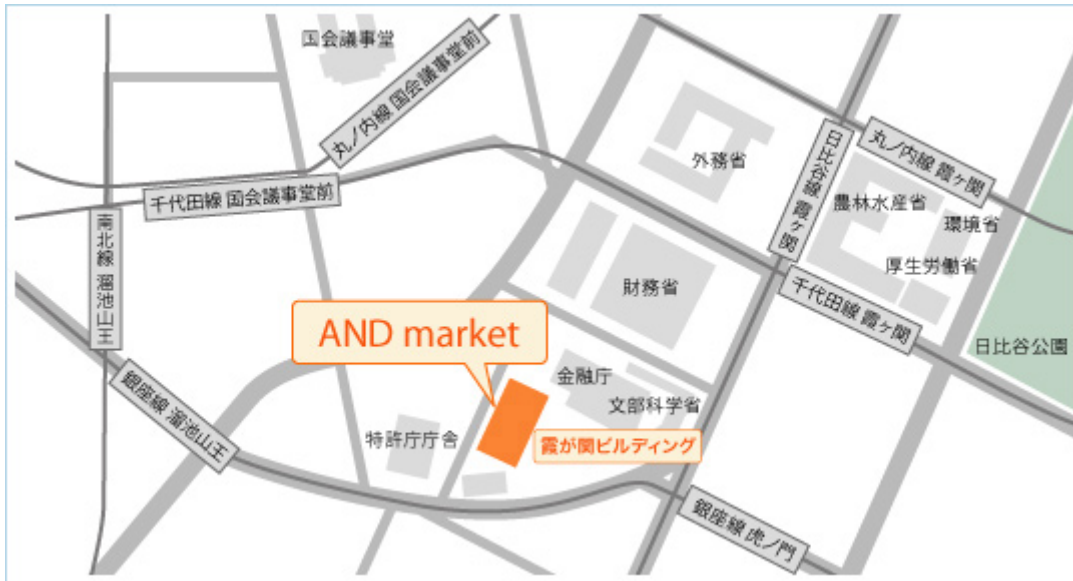 国会議事堂
丸ノ内線 国会議事堂前
外務省
日比谷線 霞ヶ関
丸ノ内線 霞ヶ関
千代田線 国会議事堂前
農林水産省
環境省
厚生労働省
南北線 溜池山王
財務省
千代田線 霞ヶ関
AND market
日比谷公園
銀座線 溜池山王
金融庁
文部科学省
特許庁庁舎
霞が関ビルディング
銀座線 虎ノ門